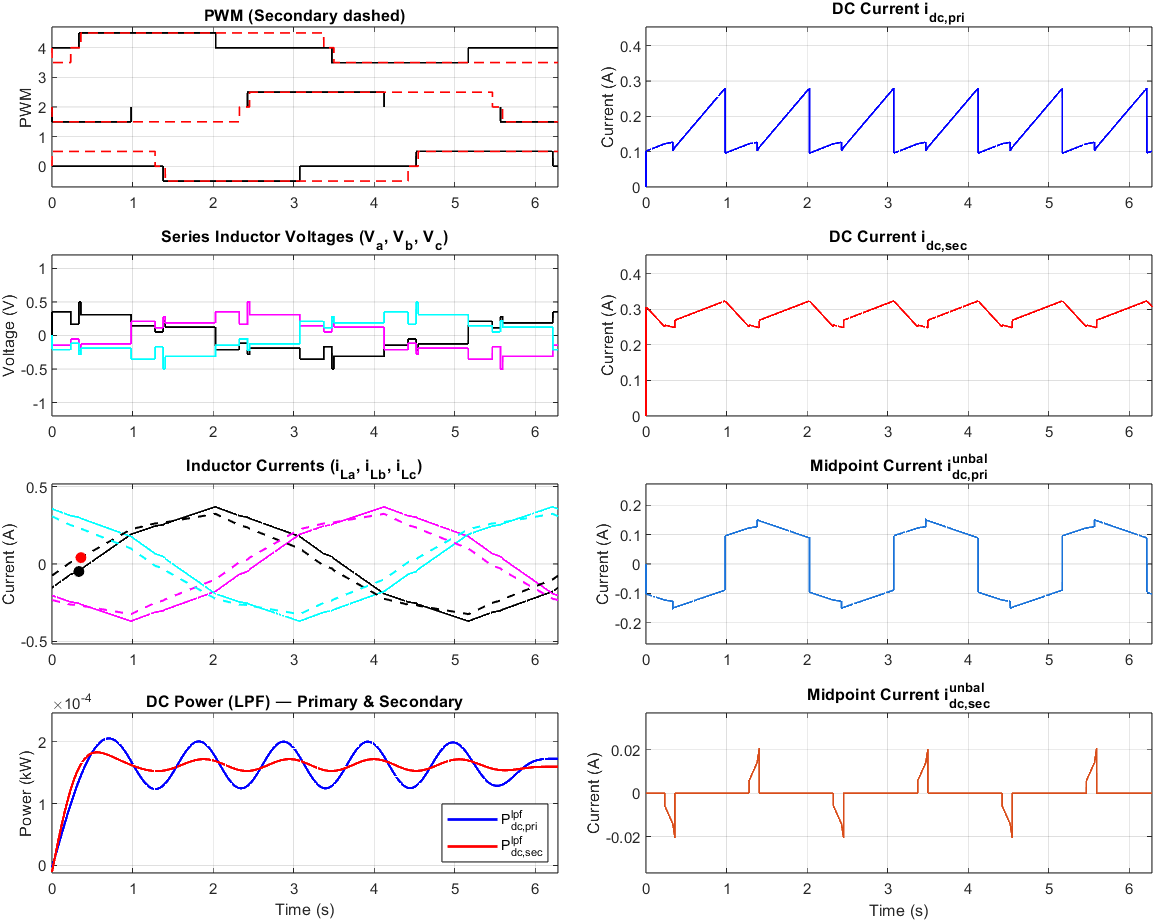 PWM (Secondary dashed)
PWM
4
3
2
1
0
0 1 2 3 4 5 6
DC Current i_dc,pri
Current (A)
0.4
0.3
0.2
0.1
0
0 1 2 3 4 5 6
Series Inductor Voltages (V_a, V_b, V_c)
Voltage (V)
1
0.5
0
-0.5
-1
0 1 2 3 4 5 6
DC Current i_dc,sec
Current (A)
0.4
0.3
0.2
0.1
0
0 1 2 3 4 5 6
Inductor Currents (i_La, i_Lb, i_Lc)
Current (A)
0.5
0
-0.5
0 1 2 3 4 5 6
Midpoint Current i^unbal_dc,pri
Current (A)
0.2
0.1
0
-0.1
-0.2
0 1 2 3 4 5 6
DC Power (LPF) — Primary & Secondary
×10^-4
Power (kW)
2
1
0
P^lpf_dc,pri
P^lpf_dc,sec
0 1 2 3 4 5 6
Time (s)
Midpoint Current i^unbal_dc,sec
Current (A)
0.02
0
-0.02
0 1 2 3 4 5 6
Time (s)